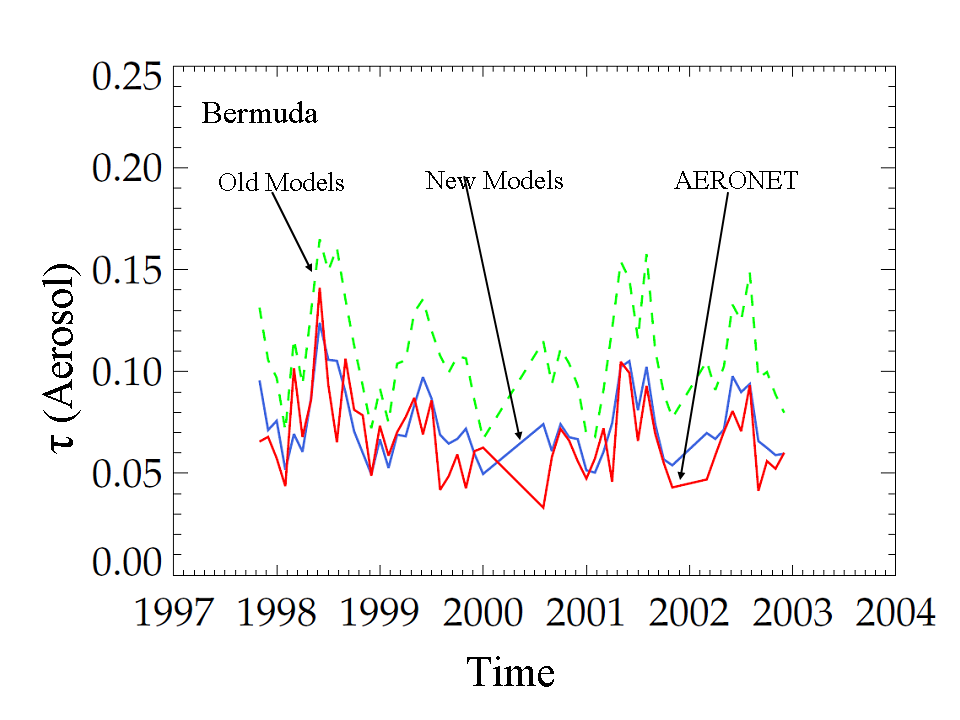 0.25
Bermuda
0.20
Old Models
New Models
AERONET
0.15
0.10
0.05
0.00
τ (Aerosol)
1997 1998 1999 2000 2001 2002 2003 2004
Time